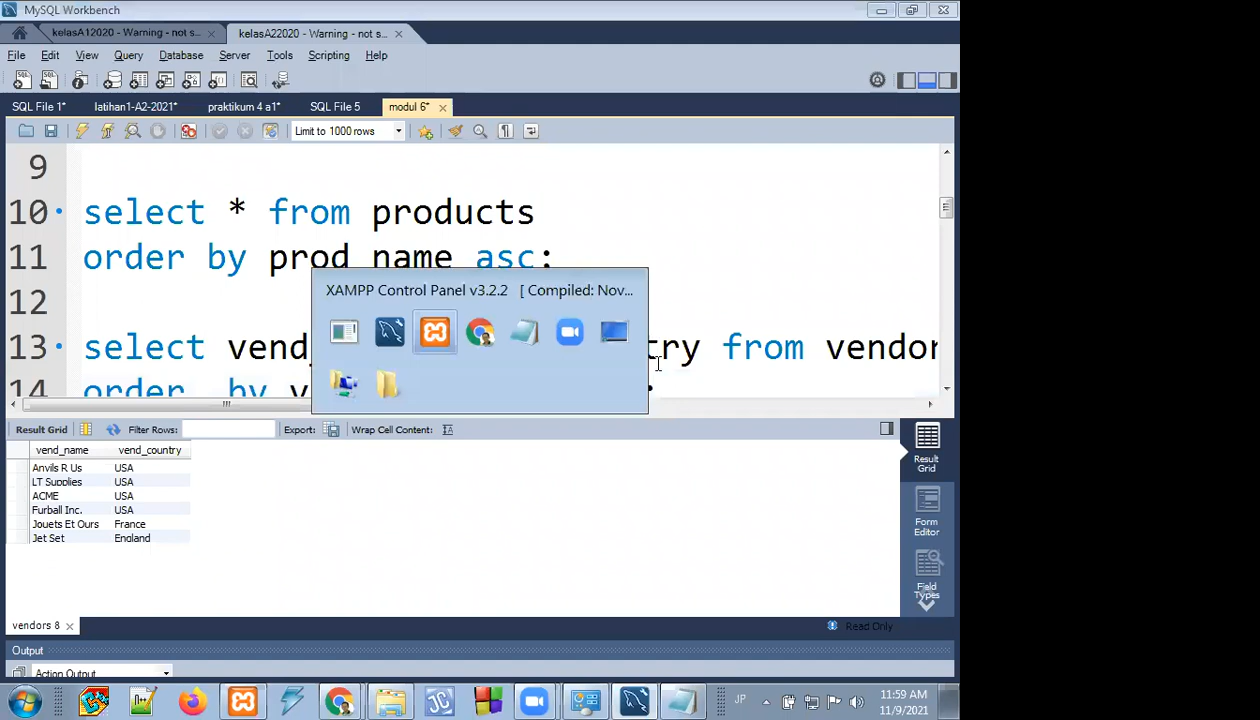 MySQL Workbench
kelasA12020 - Warning - not s...
kelasA22020 - Warning - not s...
File Edit View Query Database Server Tools Scripting Help
SQL File 1* latihan1-A2-2021* praktikum 4 a1* SQL File 5 modul 6*
Limit to 1000 rows
9
10 select * from products
11 order by prod_name asc;
12
XAMPP Control Panel v3.2.2 [ Compiled: Nov...
13 select vend try from vendor
14 order by v ;
Result Grid Filter Rows: Export: Wrap Cell Content:
vend_name vend_country
Anvils R Us USA
LT Supplies USA
ACME USA
Furball Inc. USA
Jouets Et Ours France
Jet Set England
Result Grid
Form Editor
Field Types
vendors 8
Read Only
Output
Action Output
JP
11:59 AM
11/9/2021